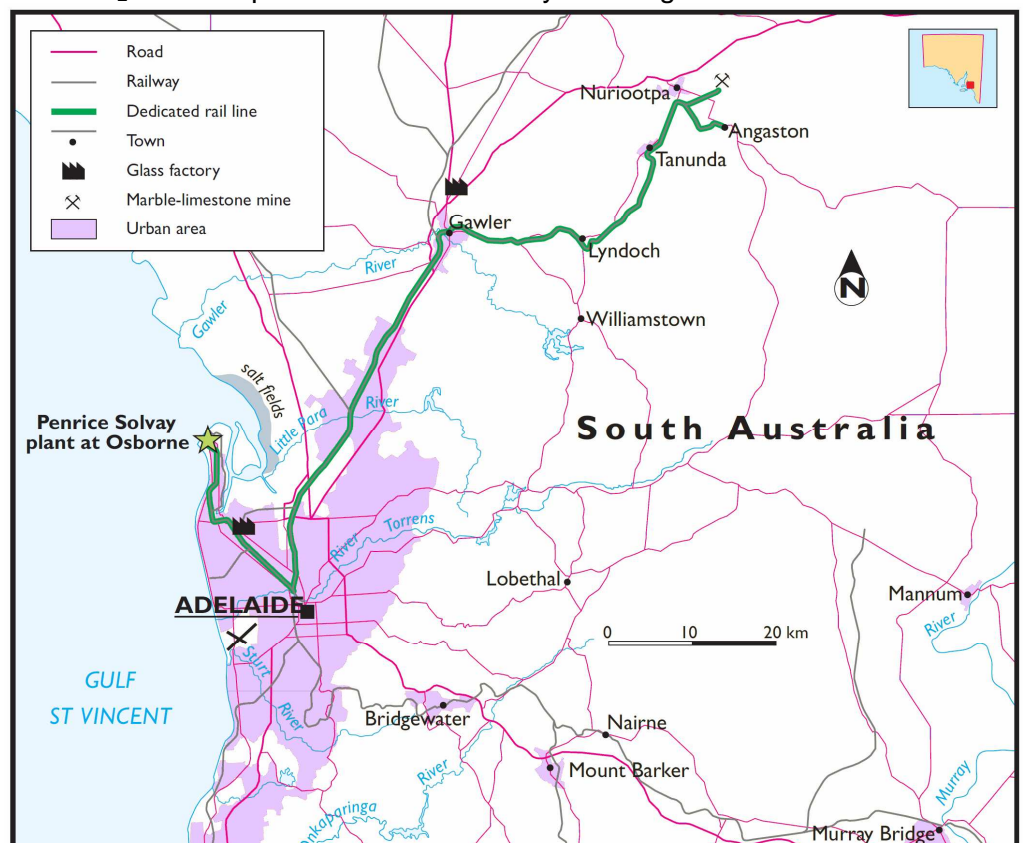 Road
Railway
Dedicated rail line
Town
Glass factory
Marble-limestone mine
Urban area
Nuriootpa
Angaston
Tanunda
Gawler
Lyndoch
River
Gawler
Williamstown
N
salt fields
Little Para
River
Penrice Solvay
plant at Osborne
South Australia
River
Torrens
Lobethal
Mannum
River
ADELAIDE
0 10 20 km
Sturt
River
GULF
ST VINCENT
Bridgewater
Nairne
Mount Barker
River
Murray
Murray Bridge